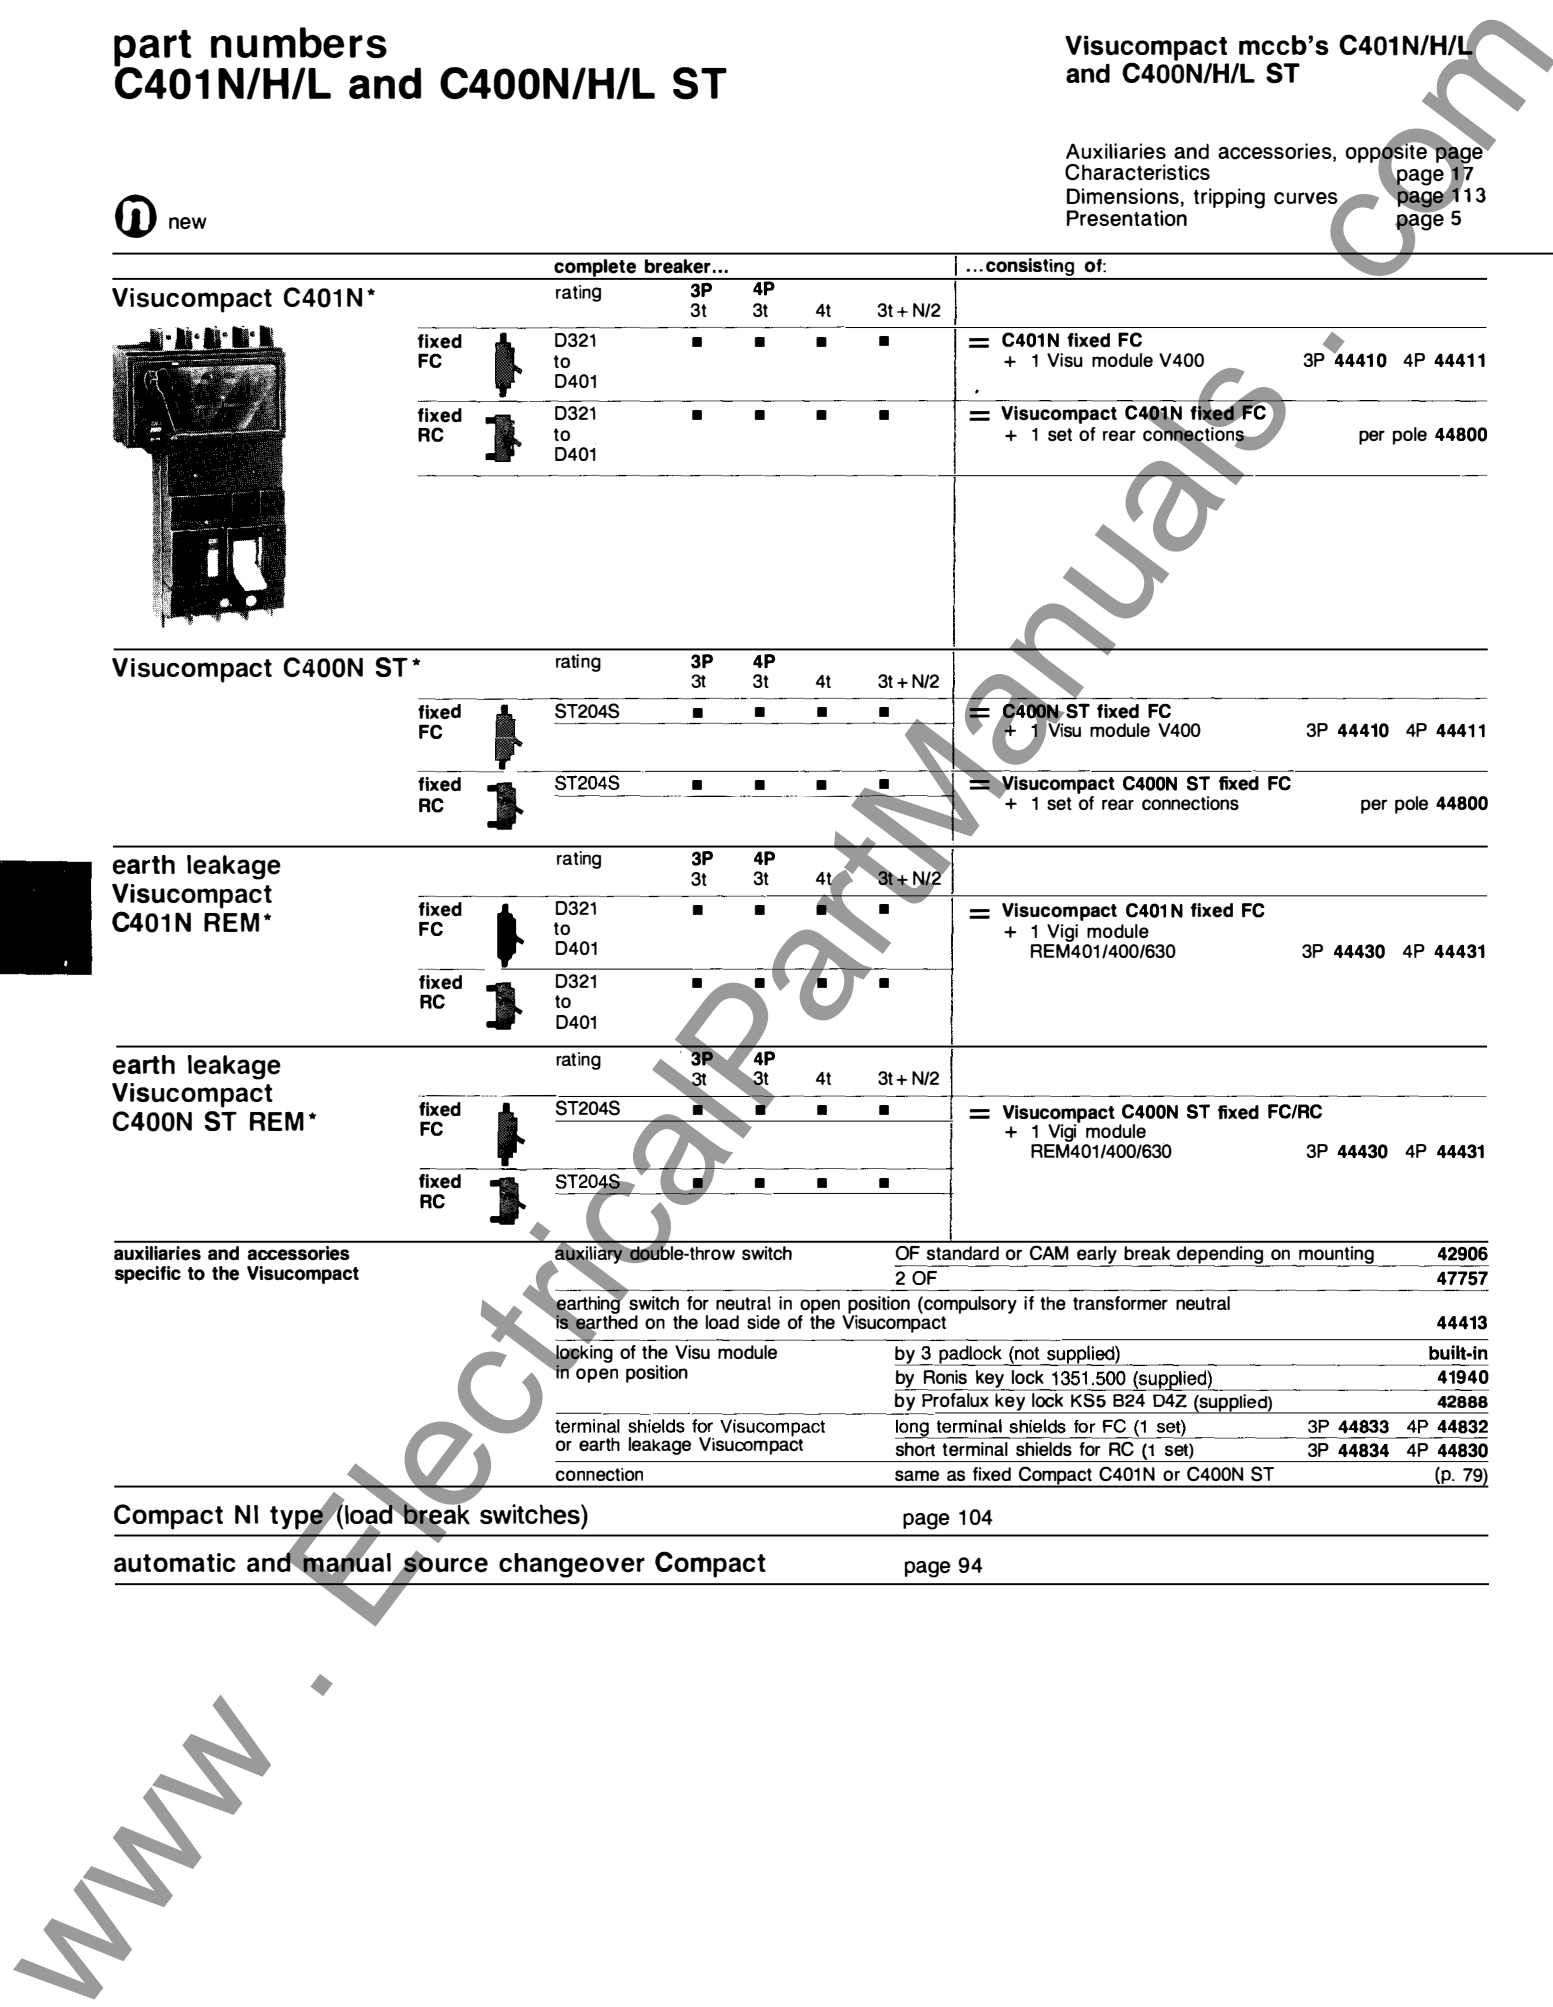 part numbers
C401N/H/L and C400N/H/L ST
Visucompact mccb's C401N/H/L
and C400N/H/L ST
Auxiliaries and accessories, opposite page
Characteristics page 17
Dimensions, tripping curves page 113
Presentation page 5
n new
complete breaker... ...consisting of:
Visucompact C401N*
rating 3P 4P
3t 3t 4t 3t + N/2
fixed FC D321 to D401 ■ ■ ■ ■ = C401N fixed FC
+ 1 Visu module V400 3P 44410 4P 44411
fixed RC D321 to D401 ■ ■ ■ ■ = Visucompact C401N fixed FC
+ 1 set of rear connections per pole 44800
Visucompact C400N ST*
rating 3P 4P
3t 3t 4t 3t + N/2
fixed FC ST204S ■ ■ ■ ■ = C400N ST fixed FC
+ 1 Visu module V400 3P 44410 4P 44411
fixed RC ST204S ■ ■ ■ ■ = Visucompact C400N ST fixed FC
+ 1 set of rear connections per pole 44800
earth leakage
Visucompact
C401N REM*
rating 3P 4P
3t 3t 4t 3t + N/2
fixed FC D321 to D401 ■ ■ ■ ■ = Visucompact C401N fixed FC
+ 1 Vigi module
REM401/400/630 3P 44430 4P 44431
fixed RC D321 to D401 ■ ■ ■ ■
earth leakage
Visucompact
C400N ST REM*
rating 3P 4P
3t 3t 4t 3t + N/2
fixed FC ST204S ■ ■ ■ ■ = Visucompact C400N ST fixed FC/RC
+ 1 Vigi module
REM401/400/630 3P 44430 4P 44431
fixed RC ST204S ■ ■ ■ ■
auxiliaries and accessories
specific to the Visucompact
auxiliary double-throw switch OF standard or CAM early break depending on mounting 42906
2 OF 47757
earthing switch for neutral in open position (compulsory if the transformer neutral
is earthed on the load side of the Visucompact 44413
locking of the Visu module
in open position
by 3 padlock (not supplied) built-in
by Ronis key lock 1351.500 (supplied) 41940
by Profalux key lock KS5 B24 D4Z (supplied) 42888
terminal shields for Visucompact
or earth leakage Visucompact
long terminal shields for FC (1 set) 3P 44833 4P 44832
short terminal shields for RC (1 set) 3P 44834 4P 44830
connection same as fixed Compact C401N or C400N ST (p. 79)
Compact NI type (load break switches) page 104
automatic and manual source changeover Compact page 94
www . ElectricalPartManuals . com